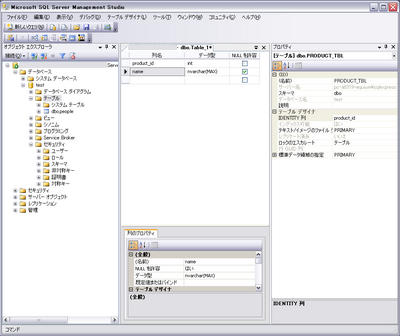 Microsoft SQL Server Management Studio
ファイル(F) 編集(E) 表示(V) デバッグ(D) テーブル デザイナ(L) ツール(T) ウィンドウ(W) コミュニティ(C) ヘルプ(H)
新しいクエリ(N)
オブジェクト エクスプローラ
接続(O)
データベース
システム データベース
test
データベース ダイアグラム
テーブル
システム テーブル
dbo.people
ビュー
シノニム
プログラミング
Service Broker
セキュリティ
ユーザー
ロール
スキーマ
非対称キー
証明書
対称キー
セキュリティ
サーバー オブジェクト
レプリケーション
管理
dbo.Table_1*
列名 データ型 NULL を許容
product_id int
name nvarchar(MAX)
列のプロパティ
(全般)
(名前) name
NULL を許容 はい
データ型 nvarchar(MAX)
既定値またはバインド
テーブル デザイナ
(全般)
プロパティ
[テーブル] dbo.PRODUCT_TBL
(ID)
(名前) PRODUCT_TBL
サーバー名
スキーマ dbo
データベース名 test
説明
テーブル デザイナ
IDENTITY 列 product_id
インデックス可能 はい
テキスト/イメージのファイル PRIMARY
レプリケート済み いいえ
ロックのエスカレート テーブル
行 GUID 列
標準データ領域の指定 PRIMARY
IDENTITY 列
コマンド